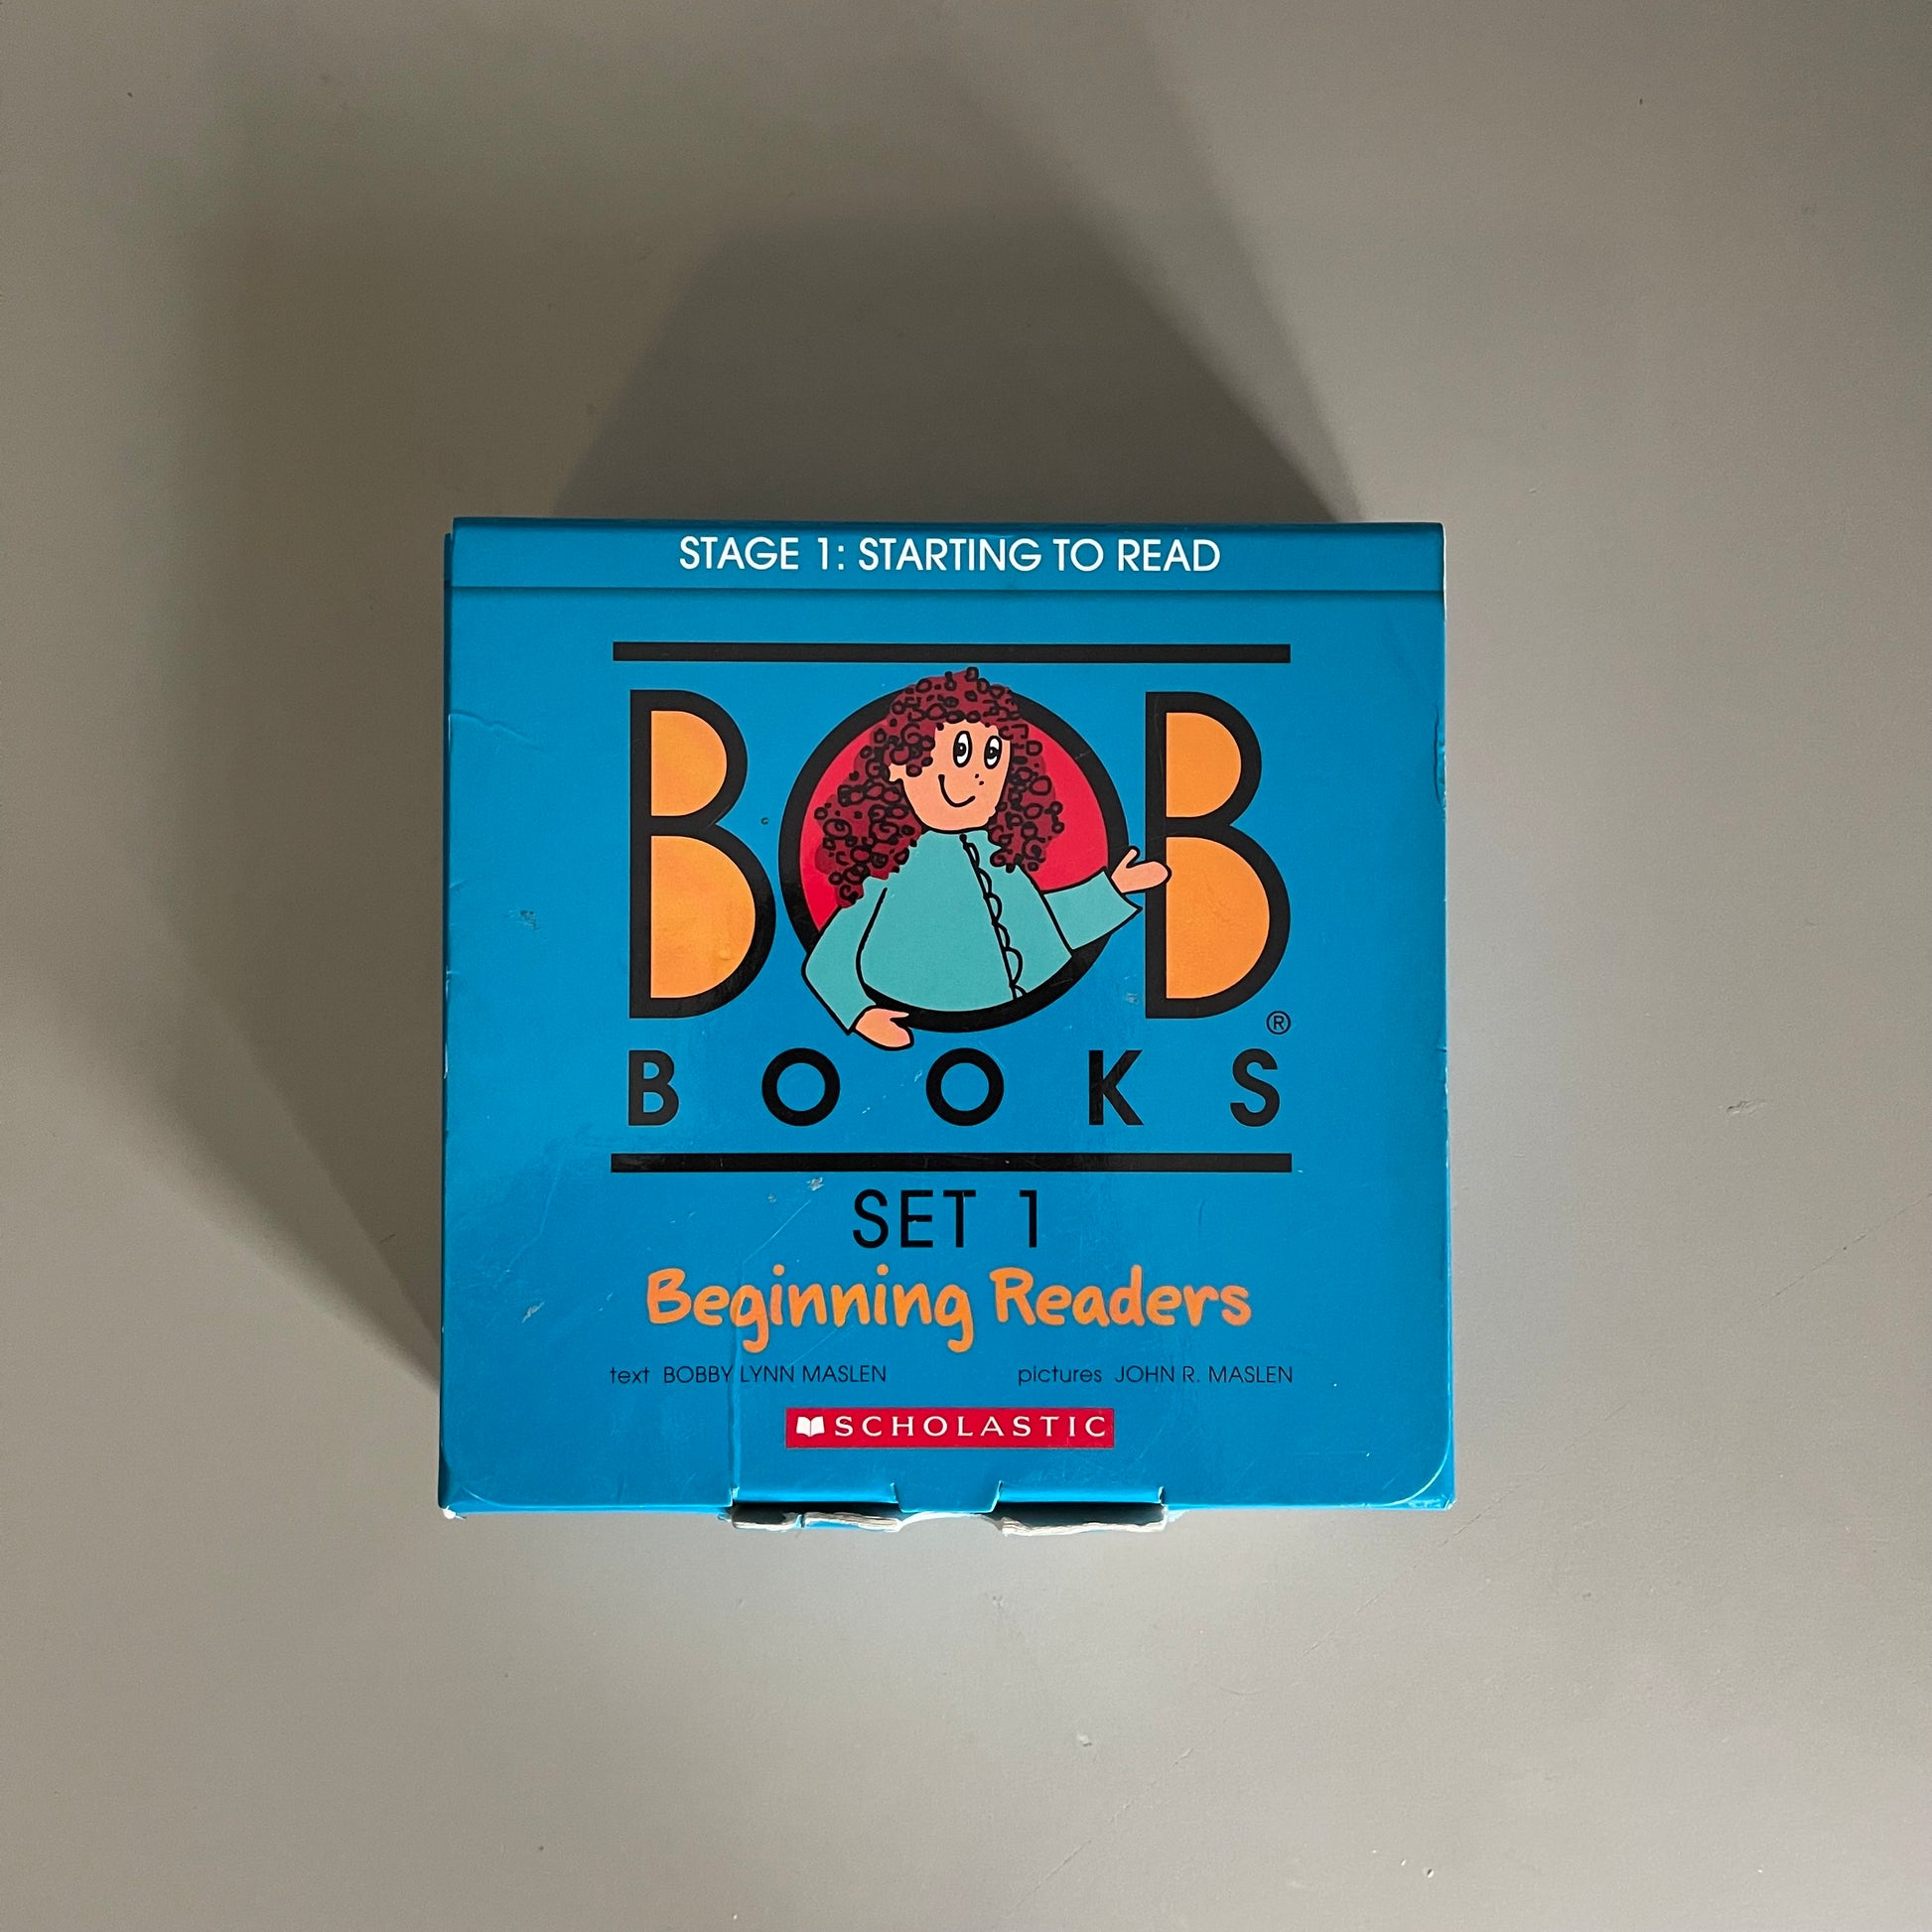 STAGE 1: STARTING TO READ
BOB®
BOOKS
SET 1
Beginning Readers
text BOBBY LYNN MASLEN pictures JOHN R. MASLEN
SCHOLASTIC